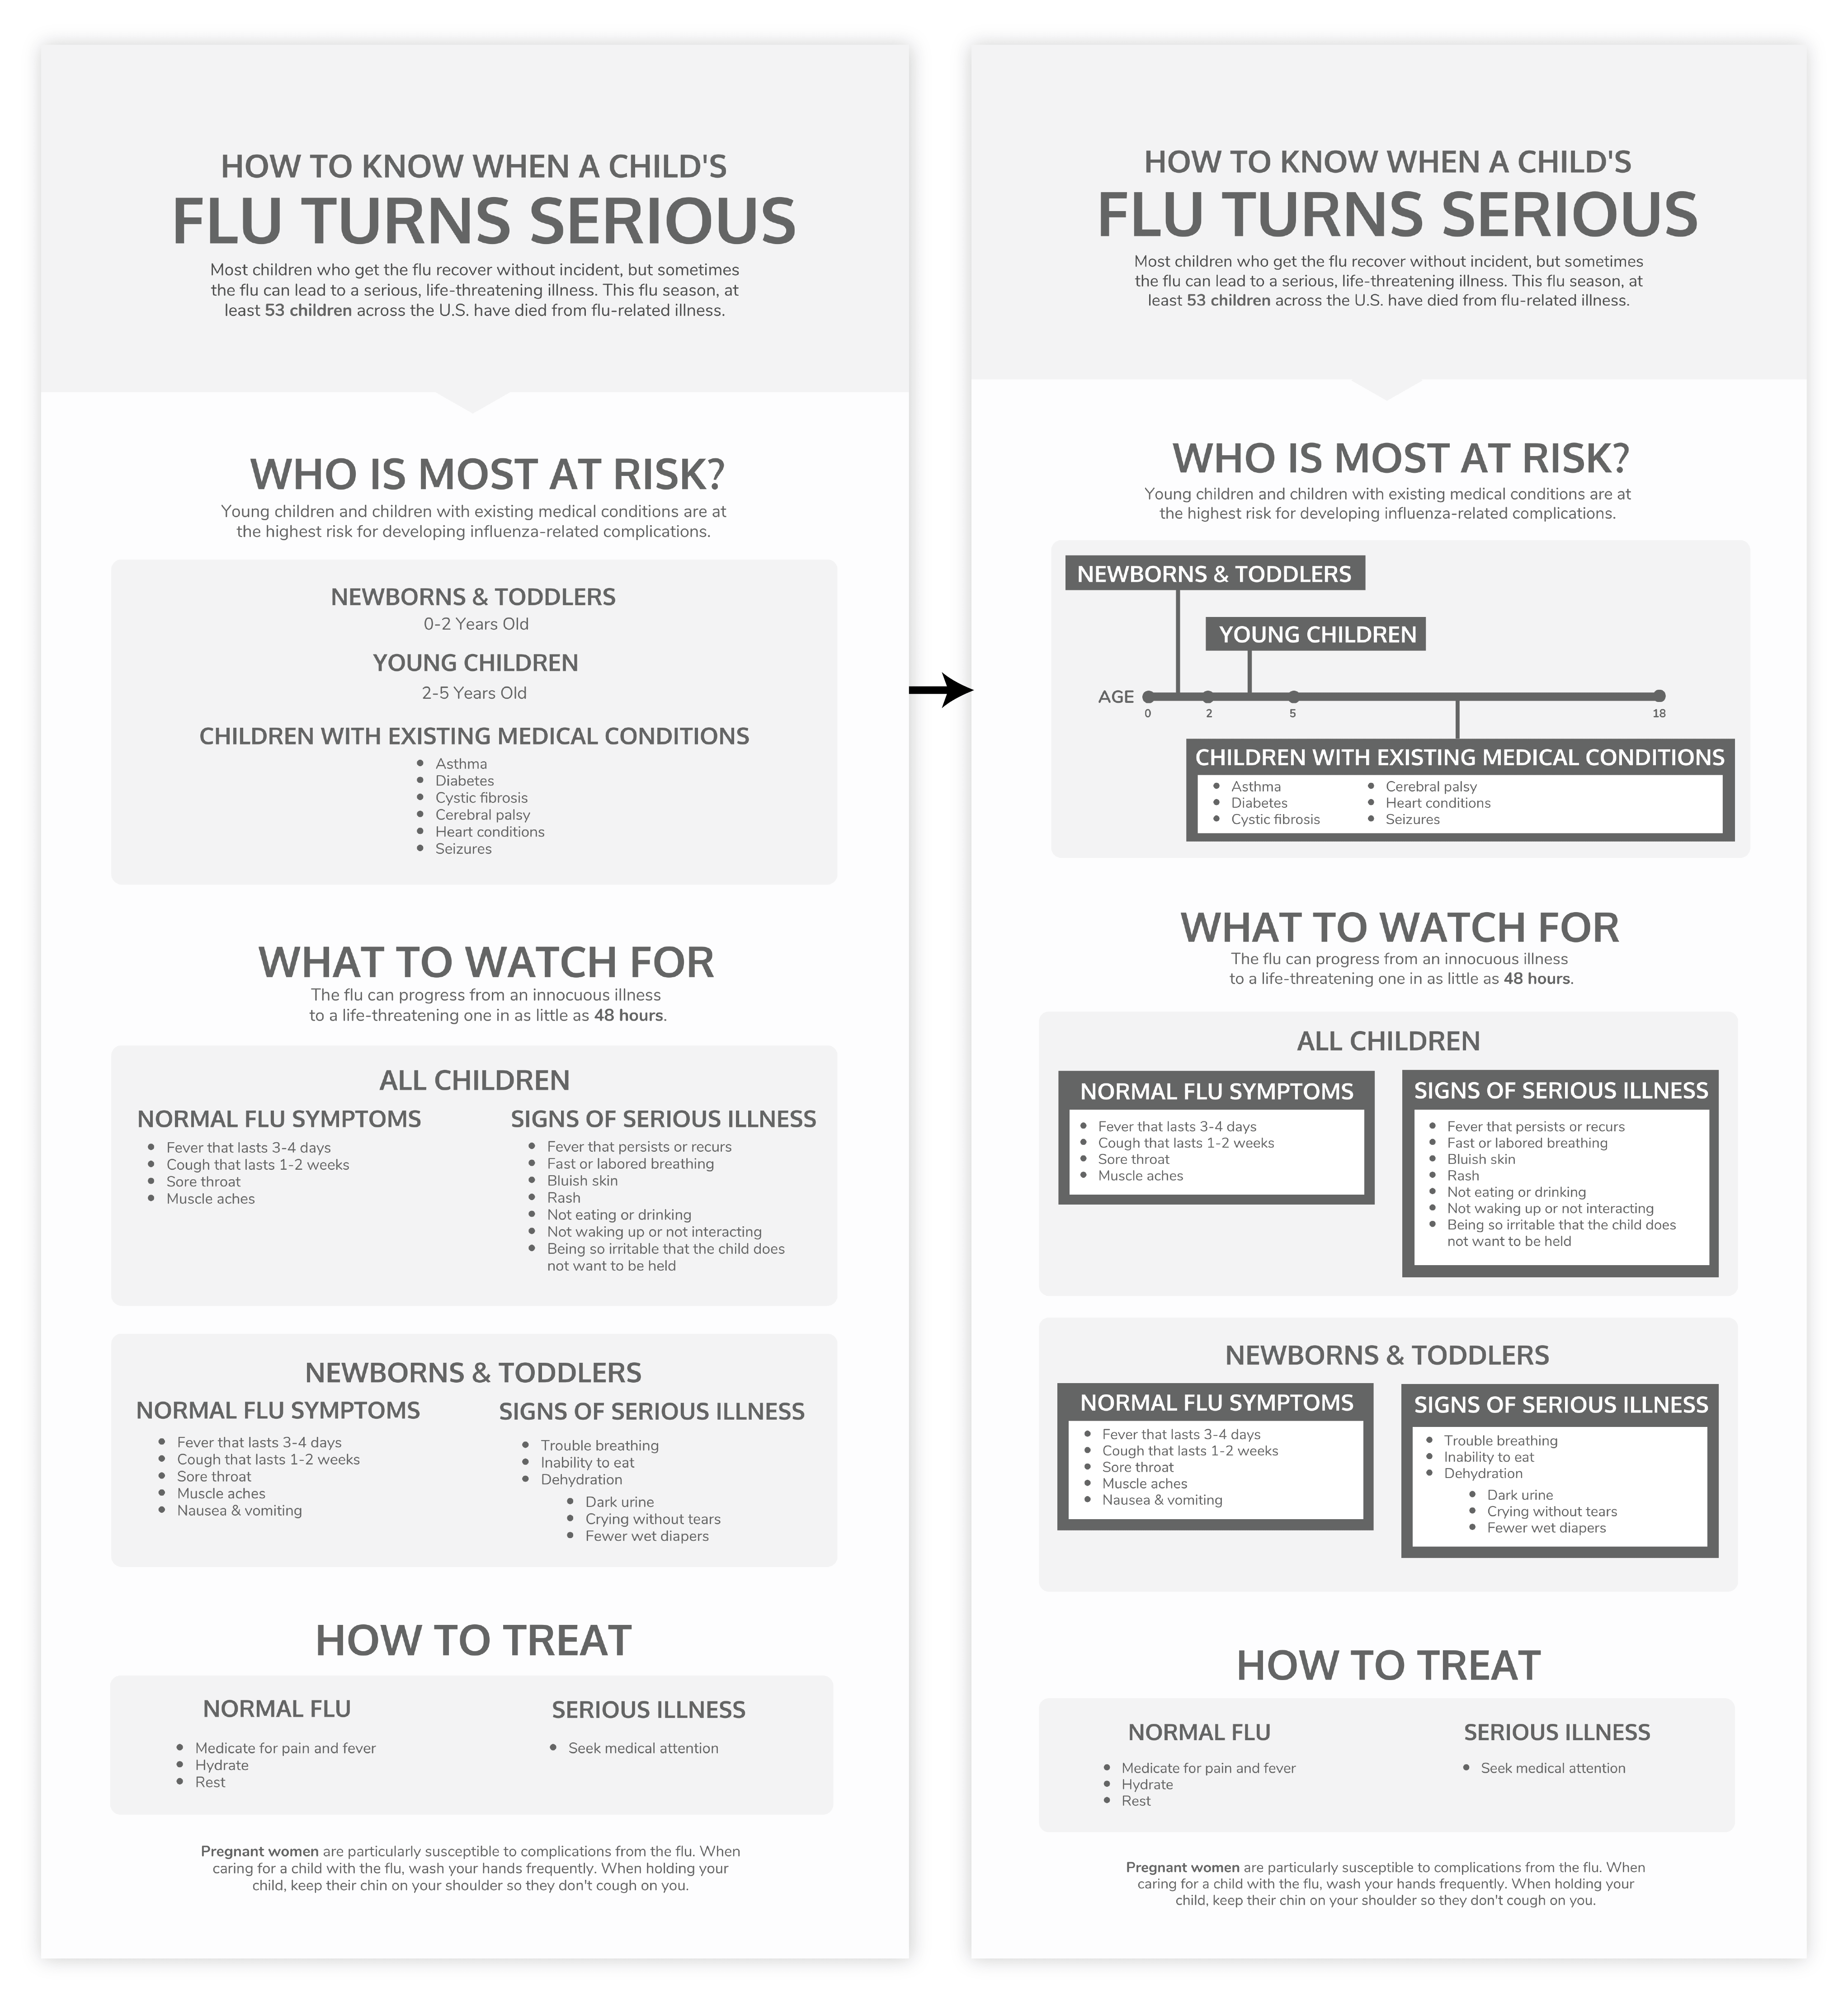 HOW TO KNOW WHEN A CHILD'S
FLU TURNS SERIOUS
Most children who get the flu recover without incident, but sometimes
the flu can lead to a serious, life-threatening illness. This flu season, at
least 53 children across the U.S. have died from flu-related illness.
WHO IS MOST AT RISK?
Young children and children with existing medical conditions are at
the highest risk for developing influenza-related complications.
NEWBORNS & TODDLERS
0-2 Years Old
YOUNG CHILDREN
2-5 Years Old
CHILDREN WITH EXISTING MEDICAL CONDITIONS
• Asthma
• Diabetes
• Cystic fibrosis
• Cerebral palsy
• Heart conditions
• Seizures
WHAT TO WATCH FOR
The flu can progress from an innocuous illness
to a life-threatening one in as little as 48 hours.
ALL CHILDREN
NORMAL FLU SYMPTOMS
• Fever that lasts 3-4 days
• Cough that lasts 1-2 weeks
• Sore throat
• Muscle aches
SIGNS OF SERIOUS ILLNESS
• Fever that persists or recurs
• Fast or labored breathing
• Bluish skin
• Rash
• Not eating or drinking
• Not waking up or not interacting
• Being so irritable that the child does
not want to be held
NEWBORNS & TODDLERS
NORMAL FLU SYMPTOMS
• Fever that lasts 3-4 days
• Cough that lasts 1-2 weeks
• Sore throat
• Muscle aches
• Nausea & vomiting
SIGNS OF SERIOUS ILLNESS
• Trouble breathing
• Inability to eat
• Dehydration
• Dark urine
• Crying without tears
• Fewer wet diapers
HOW TO TREAT
NORMAL FLU
• Medicate for pain and fever
• Hydrate
• Rest
SERIOUS ILLNESS
• Seek medical attention
Pregnant women are particularly susceptible to complications from the flu. When
caring for a child with the flu, wash your hands frequently. When holding your
child, keep their chin on your shoulder so they don't cough on you.
HOW TO KNOW WHEN A CHILD'S
FLU TURNS SERIOUS
Most children who get the flu recover without incident, but sometimes
the flu can lead to a serious, life-threatening illness. This flu season, at
least 53 children across the U.S. have died from flu-related illness.
WHO IS MOST AT RISK?
Young children and children with existing medical conditions are at
the highest risk for developing influenza-related complications.
NEWBORNS & TODDLERS
YOUNG CHILDREN
AGE
0 2 5 18
CHILDREN WITH EXISTING MEDICAL CONDITIONS
• Asthma
• Diabetes
• Cystic fibrosis
• Cerebral palsy
• Heart conditions
• Seizures
WHAT TO WATCH FOR
The flu can progress from an innocuous illness
to a life-threatening one in as little as 48 hours.
ALL CHILDREN
NORMAL FLU SYMPTOMS
• Fever that lasts 3-4 days
• Cough that lasts 1-2 weeks
• Sore throat
• Muscle aches
SIGNS OF SERIOUS ILLNESS
• Fever that persists or recurs
• Fast or labored breathing
• Bluish skin
• Rash
• Not eating or drinking
• Not waking up or not interacting
• Being so irritable that the child does
not want to be held
NEWBORNS & TODDLERS
NORMAL FLU SYMPTOMS
• Fever that lasts 3-4 days
• Cough that lasts 1-2 weeks
• Sore throat
• Muscle aches
• Nausea & vomiting
SIGNS OF SERIOUS ILLNESS
• Trouble breathing
• Inability to eat
• Dehydration
• Dark urine
• Crying without tears
• Fewer wet diapers
HOW TO TREAT
NORMAL FLU
• Medicate for pain and fever
• Hydrate
• Rest
SERIOUS ILLNESS
• Seek medical attention
Pregnant women are particularly susceptible to complications from the flu. When
caring for a child with the flu, wash your hands frequently. When holding your
child, keep their chin on your shoulder so they don't cough on you.